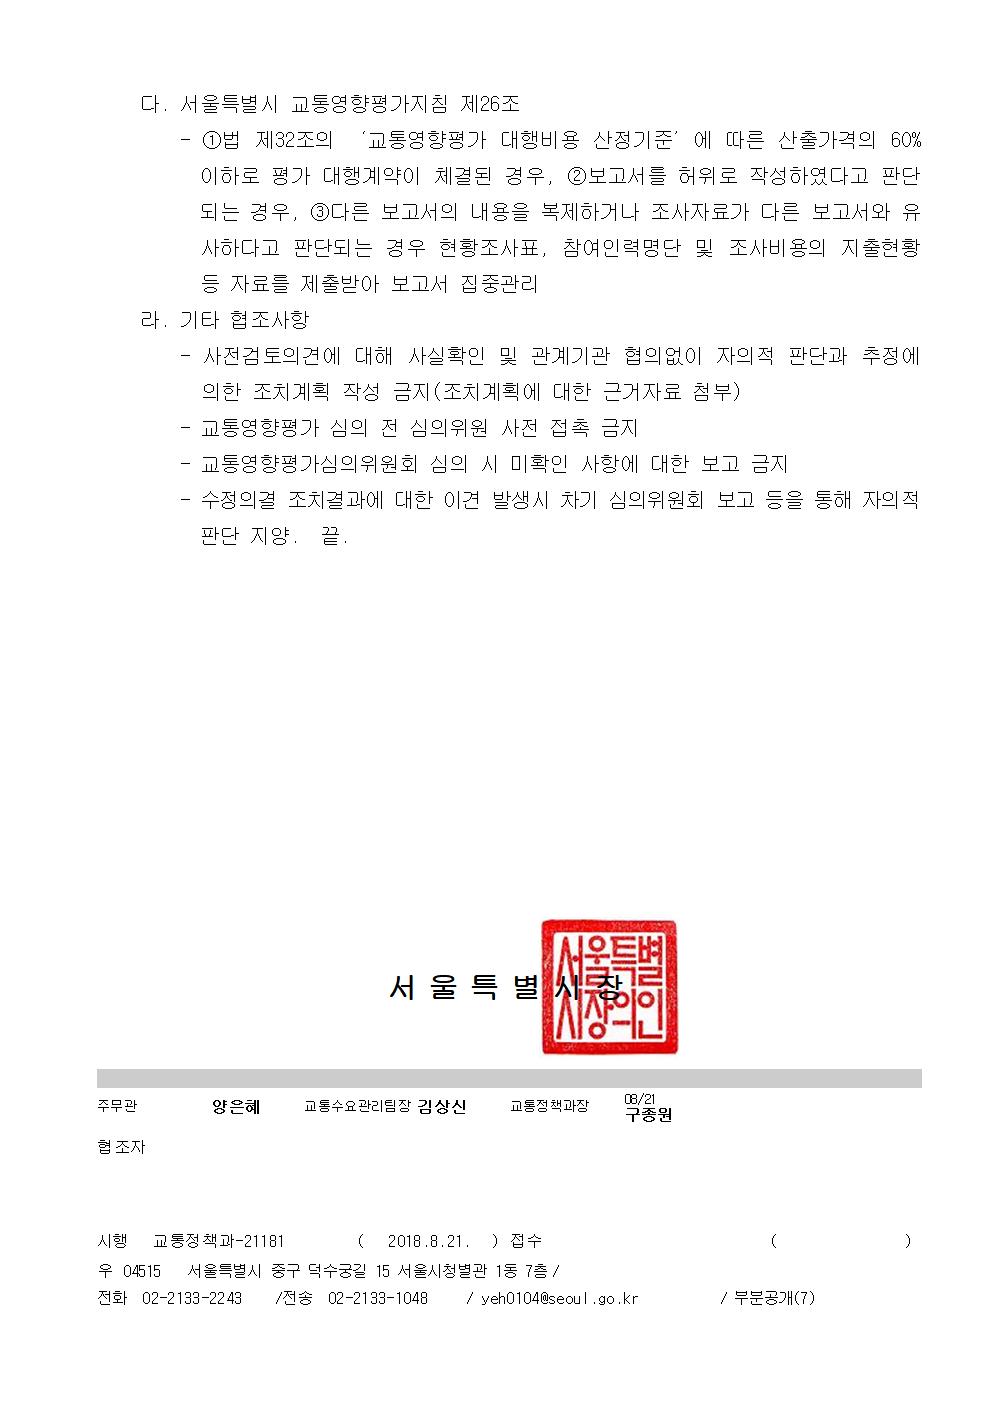 다. 서울특별시 교통영향평가지침 제26조
- ①법 제32조의 ‘교통영향평가 대행비용 산정기준’에 따른 산출가격의 60%
이하로 평가 대행계약이 체결된 경우, ②보고서를 허위로 작성하였다고 판단
되는 경우, ③다른 보고서의 내용을 복제하거나 조사자료가 다른 보고서와 유
사하다고 판단되는 경우 현황조사표, 참여인력명단 및 조사비용의 지출현황
등 자료를 제출받아 보고서 집중관리
라. 기타 협조사항
- 사전검토의견에 대해 사실확인 및 관계기관 협의없이 자의적 판단과 추정에
의한 조치계획 작성 금지(조치계획에 대한 근거자료 첨부)
- 교통영향평가 심의 전 심의위원 사전 접촉 금지
- 교통영향평가심의위원회 심의 시 미확인 사항에 대한 보고 금지
- 수정의결 조치결과에 대한 이견 발생시 차기 심의위원회 보고 등을 통해 자의적
판단 지양. 끝.
서울특별시장
서울특별
시장의인
주무관 양은혜 교통수요관리팀장 김상신 교통정책과장 08/21 구종원
협조자
시행 교통정책과-21181 ( 2018.8.21. ) 접수 ( )
우 04515 서울특별시 중구 덕수궁길 15 서울시청별관 1동 7층 /
전화 02-2133-2243 /전송 02-2133-1048 / yeh0104@seoul.go.kr / 부분공개(7)